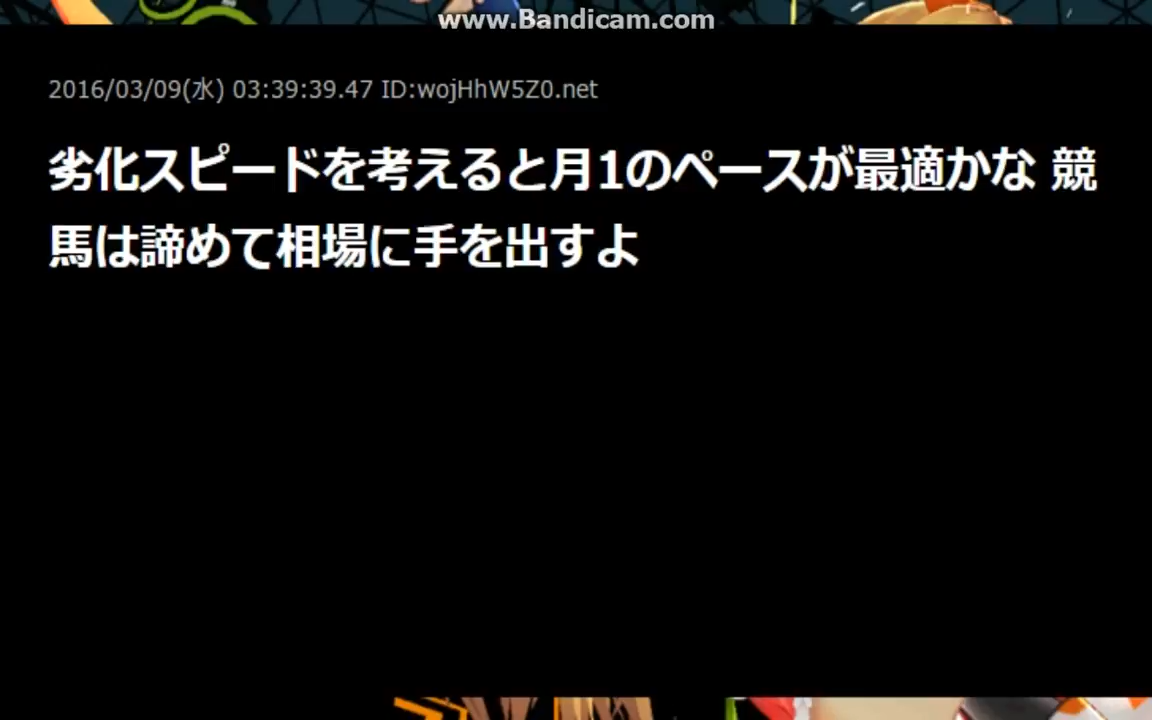 www.Bandicam.com
2016/03/09(水) 03:39:39.47 ID:wojHhW5Z0.net
劣化スピードを考えると月1のペースが最適かな 競
馬は諦めて相場に手を出すよ